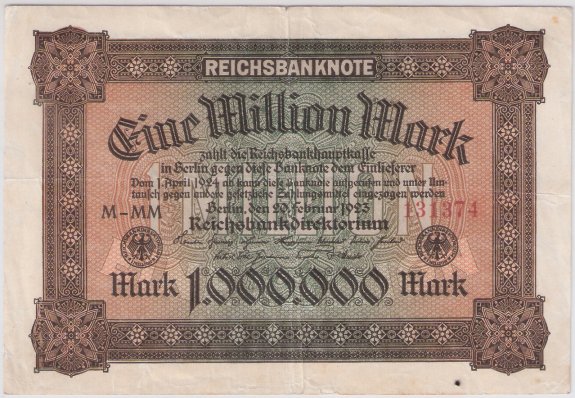 REICHSBANKNOTE
Eine Million Mark
zahlt die Reichsbankhauptkasse
in Berlin gegen diese Banknote dem Einlieferer
Vom 1. April 1924 ab kann diese Banknote aufgerufen und unter Um-
tausch gegen andere gesetzliche Zahlungsmittel eingezogen werden
Berlin, den 20. Februar 1923
M-MM 131374
Reichsbankdirektorium
Mark 1.000.000 Mark